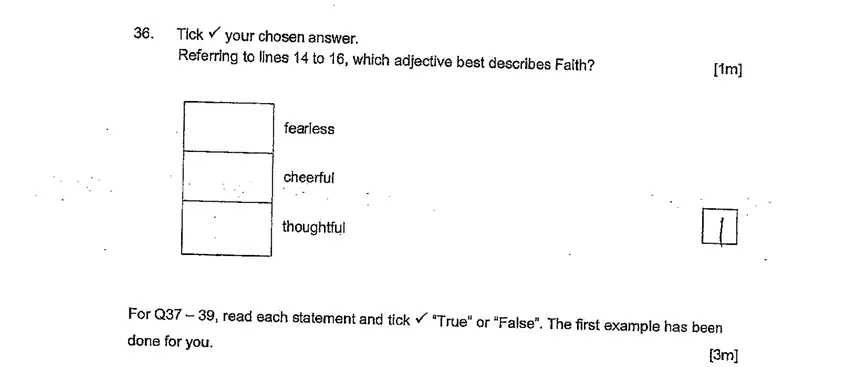 36. Tick ✓ your chosen answer.
Referring to lines 14 to 16, which adjective best describes Faith? [1m]
fearless
cheerful
thoughtful
1
For Q37 – 39, read each statement and tick ✓ "True" or "False". The first example has been
done for you. [3m]